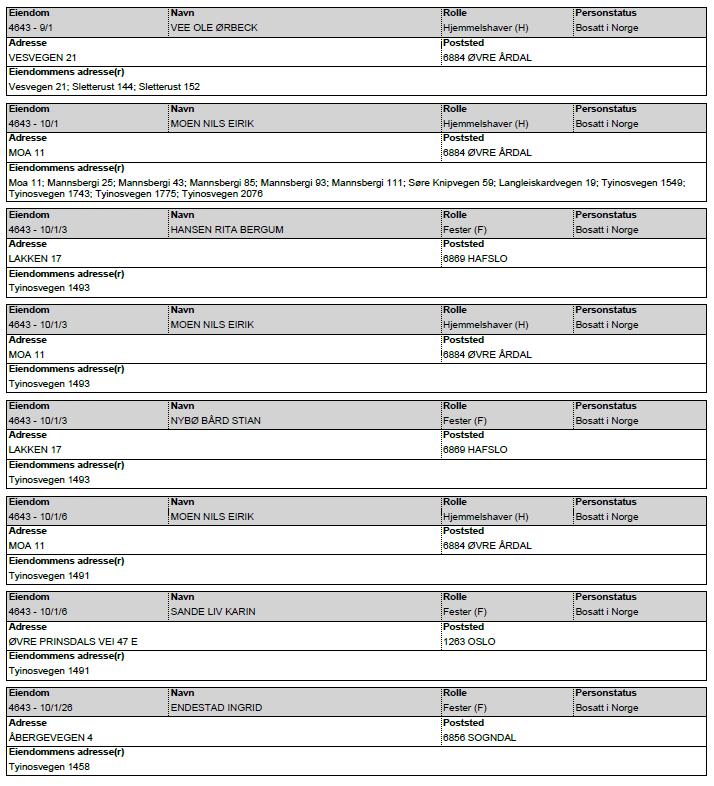 Eiendom Navn Rolle Personstatus
4643 - 9/1 VEE OLE ØRBECK Hjemmelshaver (H) Bosatt i Norge
Adresse Poststed
VESVEGEN 21 6884 ØVRE ÅRDAL
Eiendommens adresse(r)
Vesvegen 21; Sletterust 144; Sletterust 152
Eiendom Navn Rolle Personstatus
4643 - 10/1 MOEN NILS EIRIK Hjemmelshaver (H) Bosatt i Norge
Adresse Poststed
MOA 11 6884 ØVRE ÅRDAL
Eiendommens adresse(r)
Moa 11; Mannsbergi 25; Mannsbergi 43; Mannsbergi 85; Mannsbergi 93; Mannsbergi 111; Søre Knipvegen 59; Langleiskardvegen 19; Tyinosvegen 1549;
Tyinosvegen 1743; Tyinosvegen 1775; Tyinosvegen 2076
Eiendom Navn Rolle Personstatus
4643 - 10/1/3 HANSEN RITA BERGUM Fester (F) Bosatt i Norge
Adresse Poststed
LAKKEN 17 6869 HAFSLO
Eiendommens adresse(r)
Tyinosvegen 1493
Eiendom Navn Rolle Personstatus
4643 - 10/1/3 MOEN NILS EIRIK Hjemmelshaver (H) Bosatt i Norge
Adresse Poststed
MOA 11 6884 ØVRE ÅRDAL
Eiendommens adresse(r)
Tyinosvegen 1493
Eiendom Navn Rolle Personstatus
4643 - 10/1/3 NYBØ BÅRD STIAN Fester (F) Bosatt i Norge
Adresse Poststed
LAKKEN 17 6869 HAFSLO
Eiendommens adresse(r)
Tyinosvegen 1493
Eiendom Navn Rolle Personstatus
4643 - 10/1/6 MOEN NILS EIRIK Hjemmelshaver (H) Bosatt i Norge
Adresse Poststed
MOA 11 6884 ØVRE ÅRDAL
Eiendommens adresse(r)
Tyinosvegen 1491
Eiendom Navn Rolle Personstatus
4643 - 10/1/6 SANDE LIV KARIN Fester (F) Bosatt i Norge
Adresse Poststed
ØVRE PRINSDALS VEI 47 E 1263 OSLO
Eiendommens adresse(r)
Tyinosvegen 1491
Eiendom Navn Rolle Personstatus
4643 - 10/1/26 ENDESTAD INGRID Fester (F) Bosatt i Norge
Adresse Poststed
ÅBERGEVEGEN 4 6856 SOGNDAL
Eiendommens adresse(r)
Tyinosvegen 1458